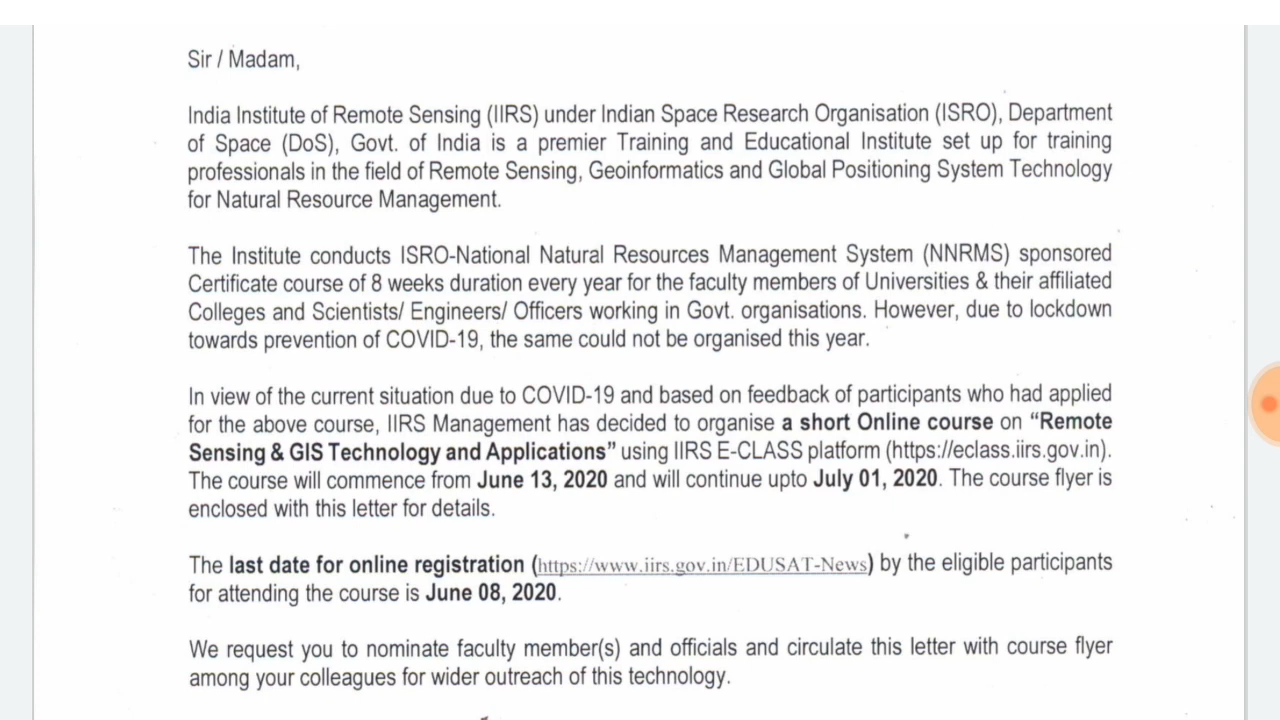 Sir / Madam,
India Institute of Remote Sensing (IIRS) under Indian Space Research Organisation (ISRO), Department
of Space (DoS), Govt. of India is a premier Training and Educational Institute set up for training
professionals in the field of Remote Sensing, Geoinformatics and Global Positioning System Technology
for Natural Resource Management.
The Institute conducts ISRO-National Natural Resources Management System (NNRMS) sponsored
Certificate course of 8 weeks duration every year for the faculty members of Universities & their affiliated
Colleges and Scientists/ Engineers/ Officers working in Govt. organisations. However, due to lockdown
towards prevention of COVID-19, the same could not be organised this year.
In view of the current situation due to COVID-19 and based on feedback of participants who had applied
for the above course, IIRS Management has decided to organise a short Online course on “Remote
Sensing & GIS Technology and Applications” using IIRS E-CLASS platform (https://eclass.iirs.gov.in).
The course will commence from June 13, 2020 and will continue upto July 01, 2020. The course flyer is
enclosed with this letter for details.
The last date for online registration (https://www.iirs.gov.in/EDUSAT-News) by the eligible participants
for attending the course is June 08, 2020.
We request you to nominate faculty member(s) and officials and circulate this letter with course flyer
among your colleagues for wider outreach of this technology.